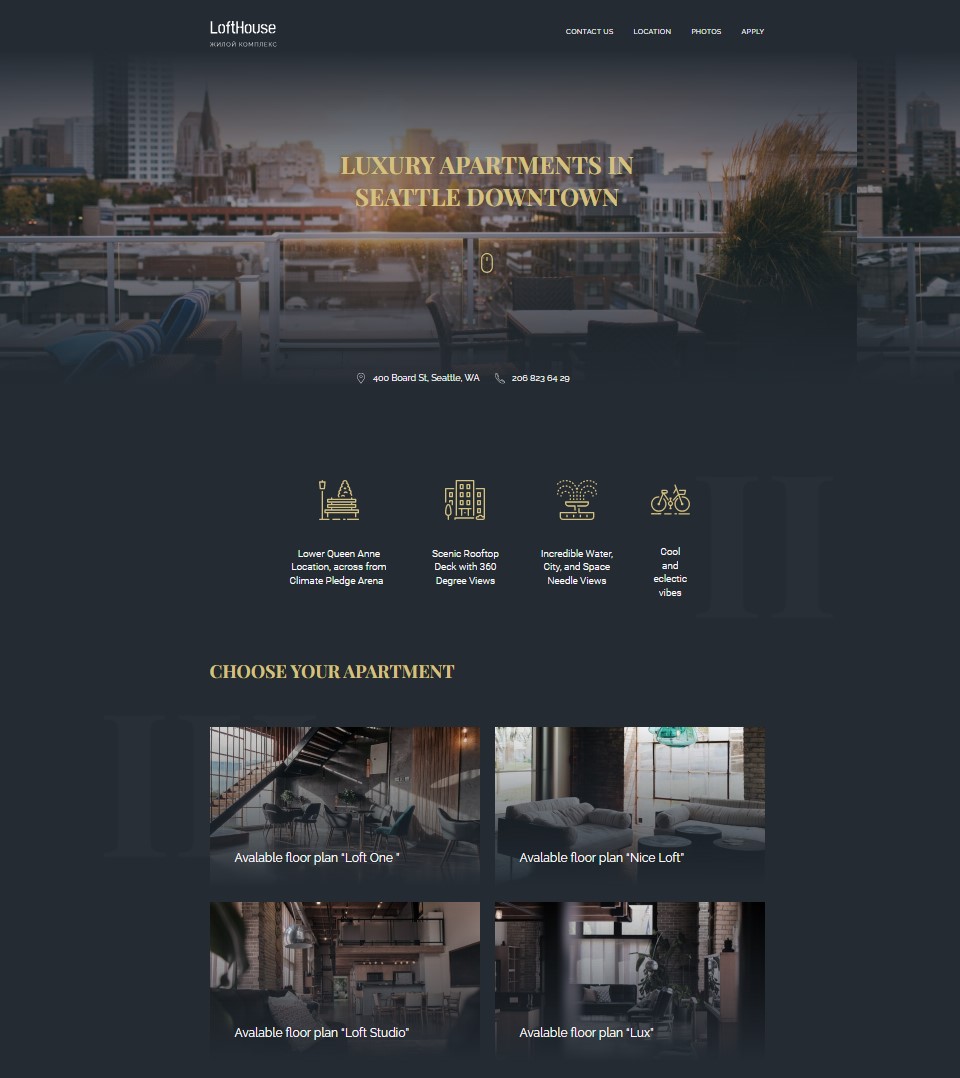 LoftHouse
ЖИЛОЙ КОМПЛЕКС
CONTACT US LOCATION PHOTOS APPLY
LUXURY APARTMENTS IN
SEATTLE DOWNTOWN
400 Board St, Seattle, WA 206 823 64 29
Lower Queen Anne
Location, across from
Climate Pledge Arena
Scenic Rooftop
Deck with 360
Degree Views
Incredible Water,
City, and Space
Needle Views
Cool
and
eclectic
vibes
CHOOSE YOUR APARTMENT
Avalable floor plan "Loft One "
Avalable floor plan "Nice Loft"
Avalable floor plan "Loft Studio"
Avalable floor plan "Lux"